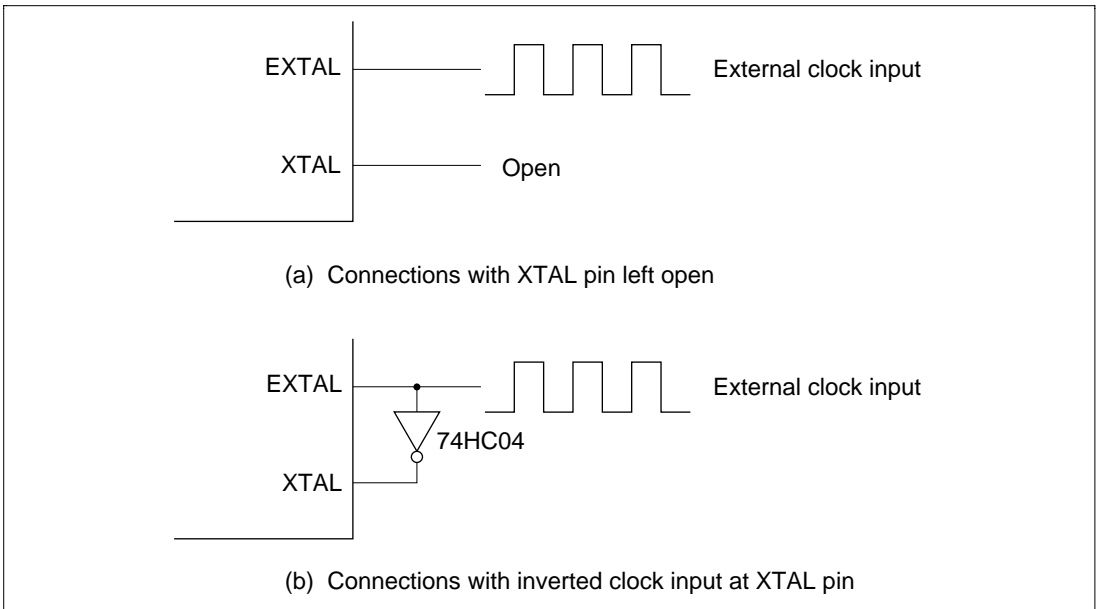 EXTAL
External clock input
XTAL
Open
(a) Connections with XTAL pin left open
EXTAL
External clock input
74HC04
XTAL
(b) Connections with inverted clock input at XTAL pin